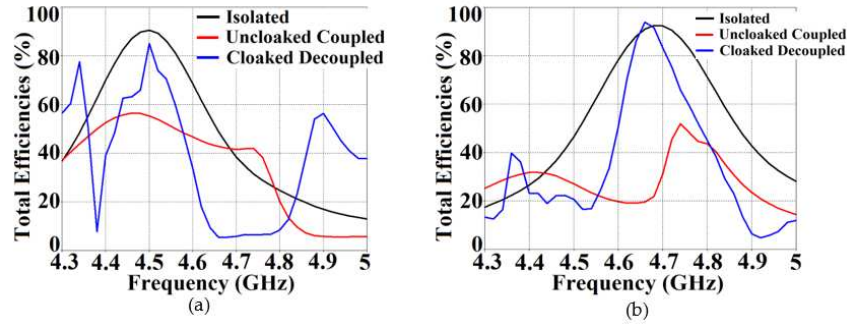 Total Efficiencies (%)
100
80
60
40
20
0
Isolated
Uncloaked Coupled
Cloaked Decoupled
4.3 4.4 4.5 4.6 4.7 4.8 4.9 5
Frequency (GHz)
(a)
Total Efficiencies (%)
100
80
60
40
20
0
Isolated
Uncloaked Coupled
Cloaked Decoupled
4.3 4.4 4.5 4.6 4.7 4.8 4.9 5
Frequency (GHz)
(b)